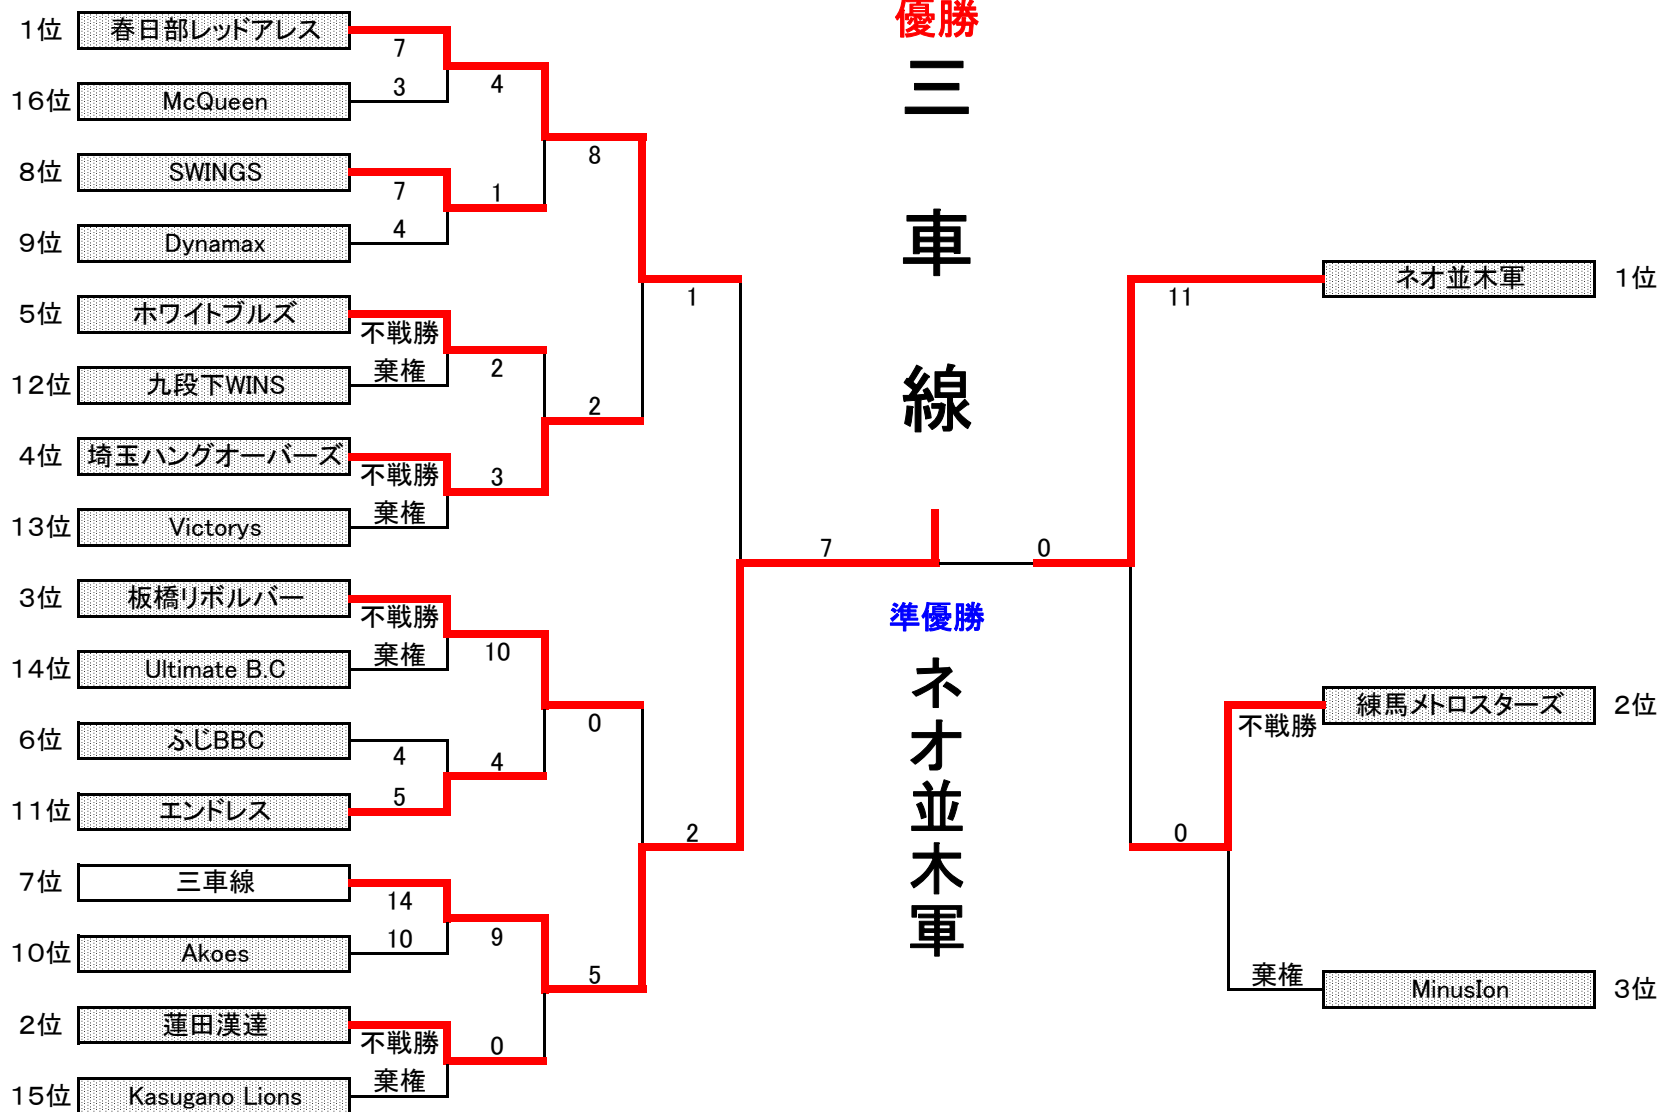 優勝
三車線
準優勝
ネオ並木軍
1位 春日部レッドアレス
7
3
16位 McQueen
4
8位 SWINGS
7
4
9位 Dynamax
1
8
5位 ホワイトブルズ
不戦勝
棄権
12位 九段下WINS
2
4位 埼玉ハングオーバーズ
不戦勝
棄権
13位 Victorys
3
2
1
3位 板橋リボルバー
不戦勝
棄権
14位 Ultimate B.C
10
6位 ふじBBC
4
5
11位 エンドレス
4
0
7位 三車線
14
10
10位 Akoes
9
2位 蓮田漢達
不戦勝
棄権
15位 Kasugano Lions
0
5
2
7
0
ネオ並木軍 1位
11
練馬メトロスターズ 2位
不戦勝
0
棄権
MinusIon 3位